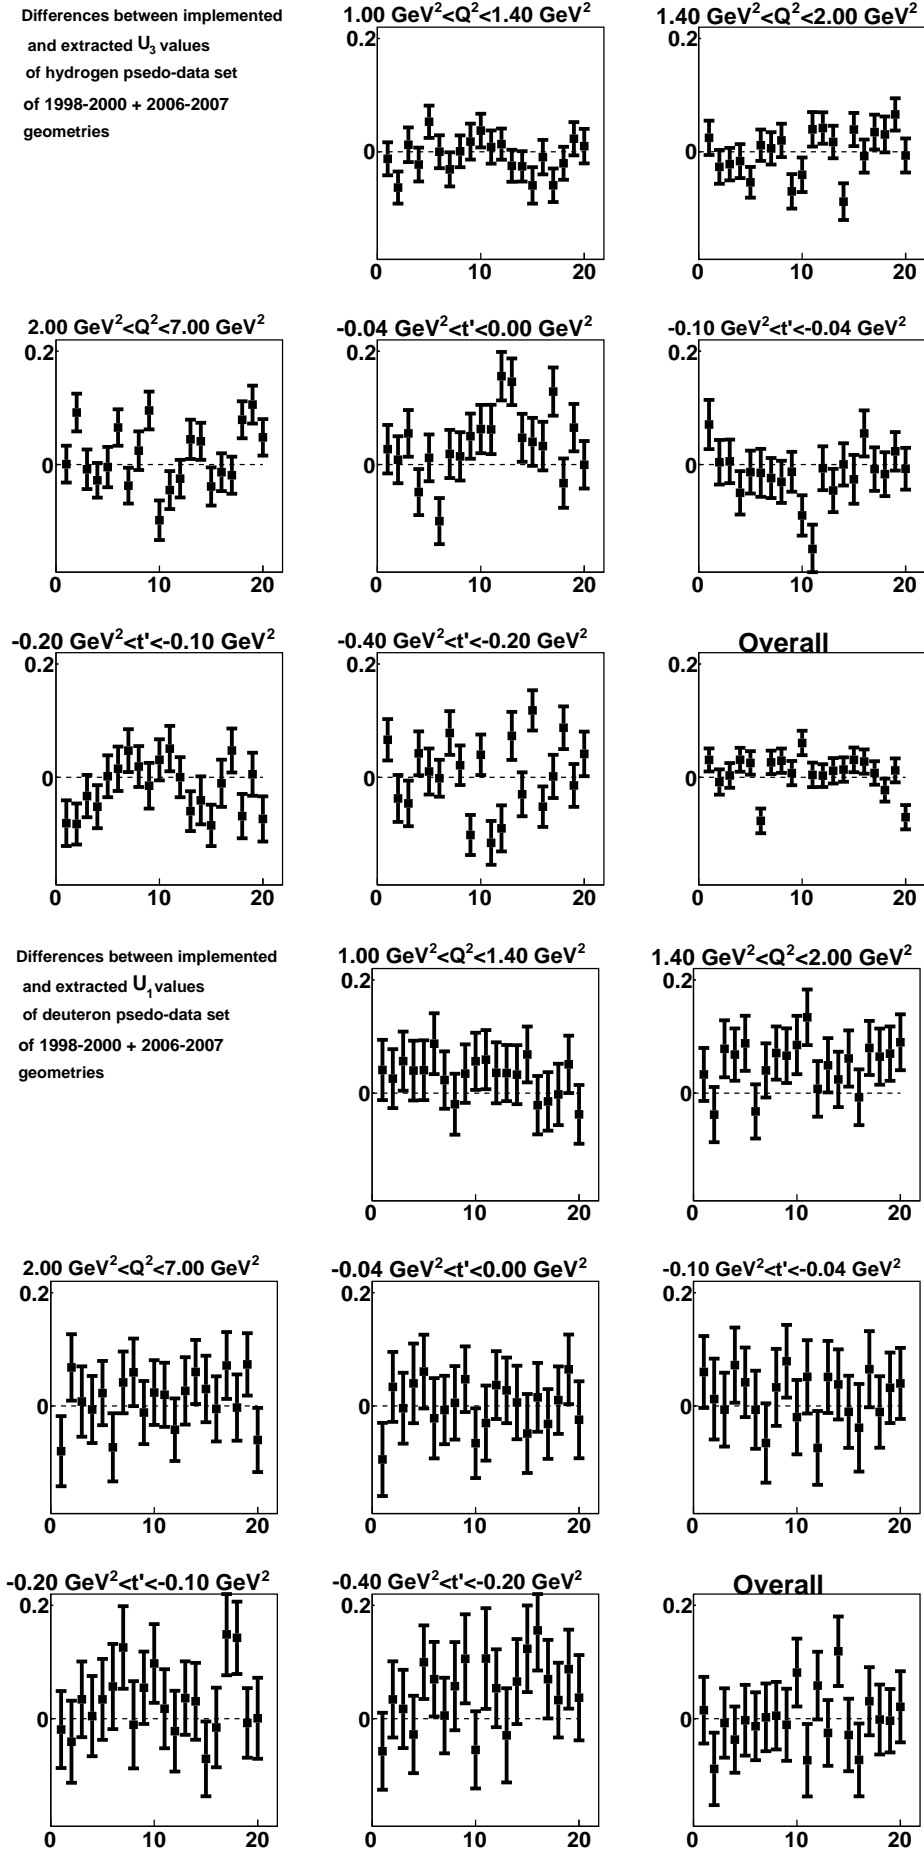 Differences between implemented
and extracted U₃ values
of hydrogen psedo-data set
of 1998-2000 + 2006-2007
geometries
1.00 GeV²<Q²<1.40 GeV²
0.2
0
0 10 20
1.40 GeV²<Q²<2.00 GeV²
0.2
0
0 10 20
2.00 GeV²<Q²<7.00 GeV²
0.2
0
0 10 20
-0.04 GeV²<t'<0.00 GeV²
0.2
0
0 10 20
-0.10 GeV²<t'<-0.04 GeV²
0.2
0
0 10 20
-0.20 GeV²<t'<-0.10 GeV²
0.2
0
0 10 20
-0.40 GeV²<t'<-0.20 GeV²
0.2
0
0 10 20
Overall
0.2
0
0 10 20
Differences between implemented
and extracted U₁ values
of deuteron psedo-data set
of 1998-2000 + 2006-2007
geometries
1.00 GeV²<Q²<1.40 GeV²
0.2
0
0 10 20
1.40 GeV²<Q²<2.00 GeV²
0.2
0
0 10 20
2.00 GeV²<Q²<7.00 GeV²
0.2
0
0 10 20
-0.04 GeV²<t'<0.00 GeV²
0.2
0
0 10 20
-0.10 GeV²<t'<-0.04 GeV²
0.2
0
0 10 20
-0.20 GeV²<t'<-0.10 GeV²
0.2
0
0 10 20
-0.40 GeV²<t'<-0.20 GeV²
0.2
0
0 10 20
Overall
0.2
0
0 10 20